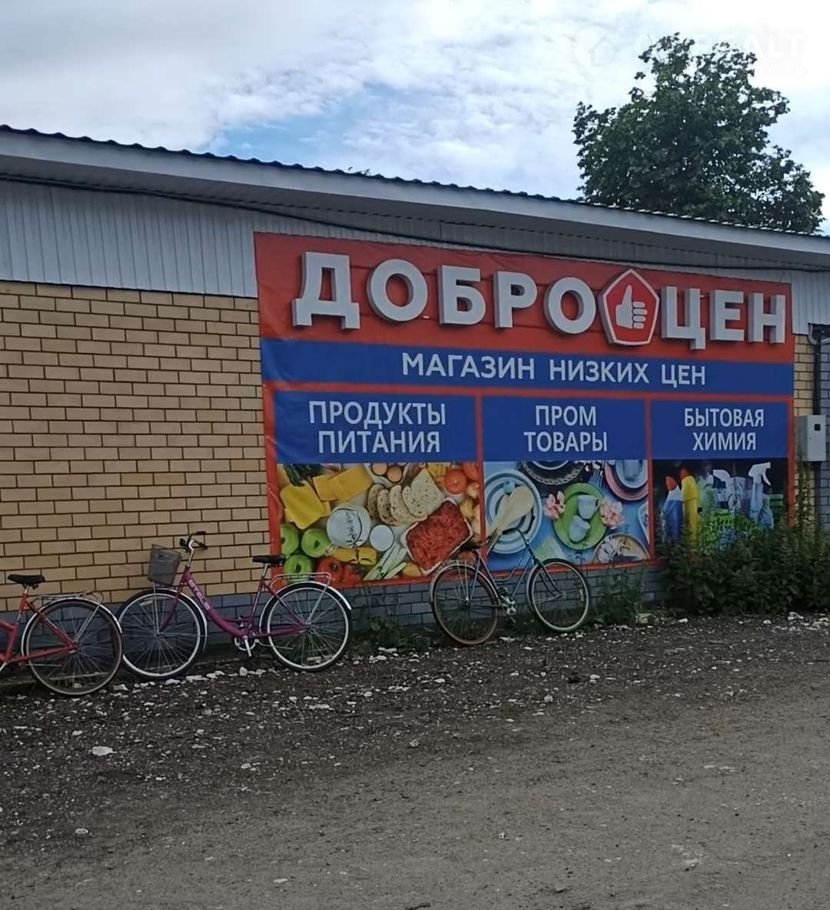 ДОБРОЦЕН
МАГАЗИН НИЗКИХ ЦЕН
ПРОДУКТЫ
ПИТАНИЯ
ПРОМ
ТОВАРЫ
БЫТОВАЯ
ХИМИЯ